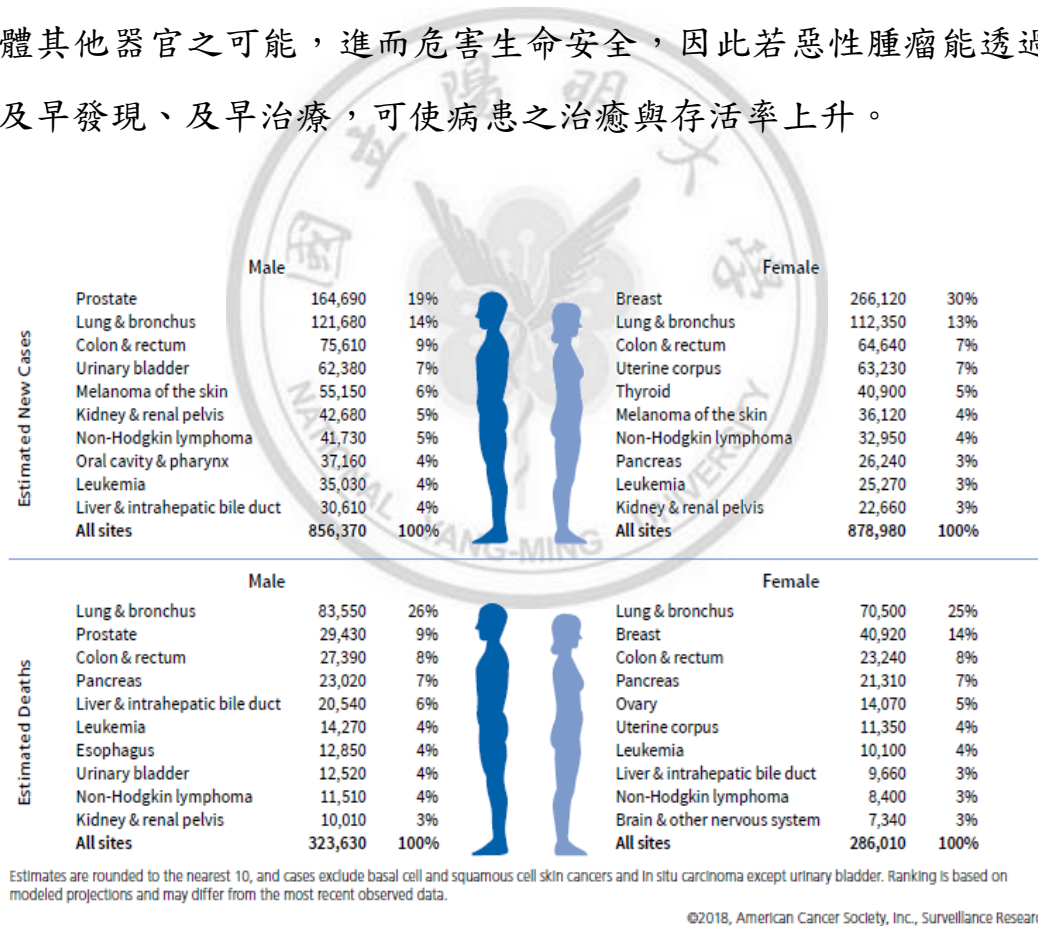 體其他器官之可能，進而危害生命安全，因此若惡性腫瘤能透過
及早發現、及早治療，可使病患之治癒與存活率上升。
國立陽明大學
NATIONAL YANG-MING UNIVERSITY
Estimated New Cases
Male
Prostate 164,690 19%
Lung & bronchus 121,680 14%
Colon & rectum 75,610 9%
Urinary bladder 62,380 7%
Melanoma of the skin 55,150 6%
Kidney & renal pelvis 42,680 5%
Non-Hodgkin lymphoma 41,730 5%
Oral cavity & pharynx 37,160 4%
Leukemia 35,030 4%
Liver & intrahepatic bile duct 30,610 4%
All sites 856,370 100%
Female
Breast 266,120 30%
Lung & bronchus 112,350 13%
Colon & rectum 64,640 7%
Uterine corpus 63,230 7%
Thyroid 40,900 5%
Melanoma of the skin 36,120 4%
Non-Hodgkin lymphoma 32,950 4%
Pancreas 26,240 3%
Leukemia 25,270 3%
Kidney & renal pelvis 22,660 3%
All sites 878,980 100%
Estimated Deaths
Male
Lung & bronchus 83,550 26%
Prostate 29,430 9%
Colon & rectum 27,390 8%
Pancreas 23,020 7%
Liver & intrahepatic bile duct 20,540 6%
Leukemia 14,270 4%
Esophagus 12,850 4%
Urinary bladder 12,520 4%
Non-Hodgkin lymphoma 11,510 4%
Kidney & renal pelvis 10,010 3%
All sites 323,630 100%
Female
Lung & bronchus 70,500 25%
Breast 40,920 14%
Colon & rectum 23,240 8%
Pancreas 21,310 7%
Ovary 14,070 5%
Uterine corpus 11,350 4%
Leukemia 10,100 4%
Liver & intrahepatic bile duct 9,660 3%
Non-Hodgkin lymphoma 8,400 3%
Brain & other nervous system 7,340 3%
All sites 286,010 100%
Estimates are rounded to the nearest 10, and cases exclude basal cell and squamous cell skin cancers and in situ carcinoma except urinary bladder. Ranking is based on
modeled projections and may differ from the most recent observed data.
©2018, American Cancer Society, Inc., Surveillance Researc